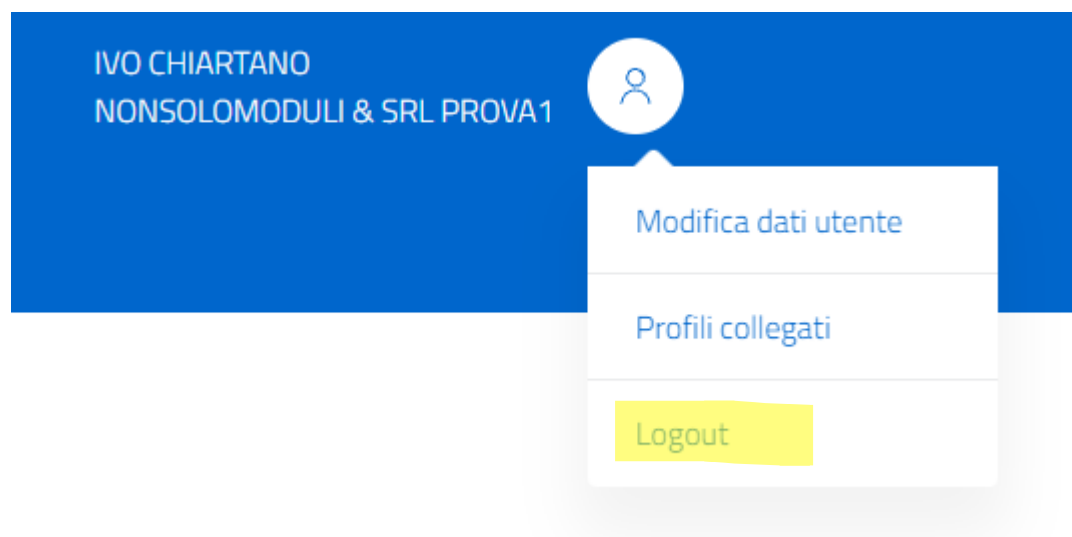 IVO CHIARTANO
NONSOLOMODULI & SRL PROVA1
Modifica dati utente
Profili collegati
Logout